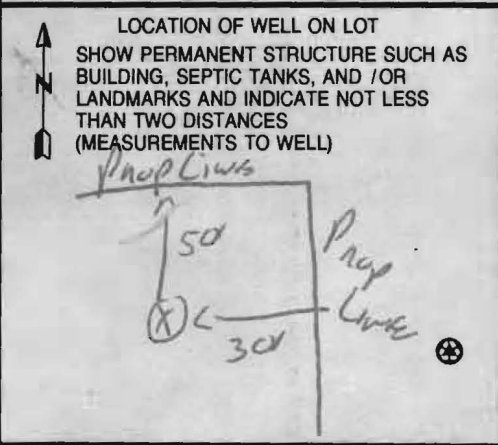 LOCATION OF WELL ON LOT
SHOW PERMANENT STRUCTURE SUCH AS
BUILDING, SEPTIC TANKS, AND / OR
LANDMARKS AND INDICATE NOT LESS
THAN TWO DISTANCES
(MEASUREMENTS TO WELL)
N
Prop Line
50'
Prop
Line
X
30'